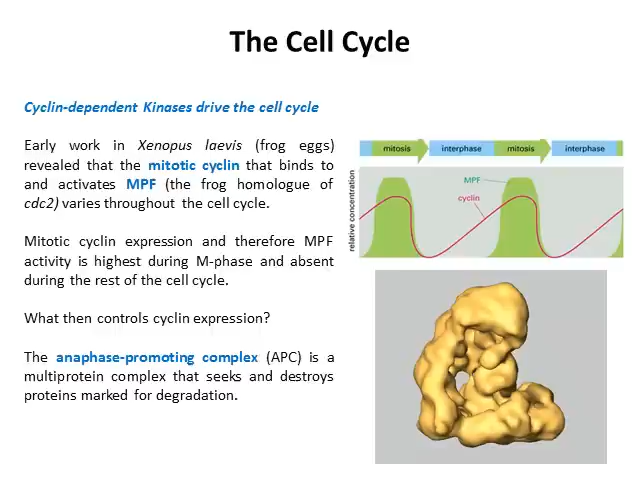 The Cell Cycle
Cyclin-dependent Kinases drive the cell cycle
Early work in Xenopus laevis (frog eggs)
revealed that the mitotic cyclin that binds to
and activates MPF (the frog homologue of
cdc2) varies throughout the cell cycle.
Mitotic cyclin expression and therefore MPF
activity is highest during M-phase and absent
during the rest of the cell cycle.
What then controls cyclin expression?
The anaphase-promoting complex (APC) is a
multiprotein complex that seeks and destroys
proteins marked for degradation.
mitosis interphase mitosis interphase
relative concentration
MPF
cyclin